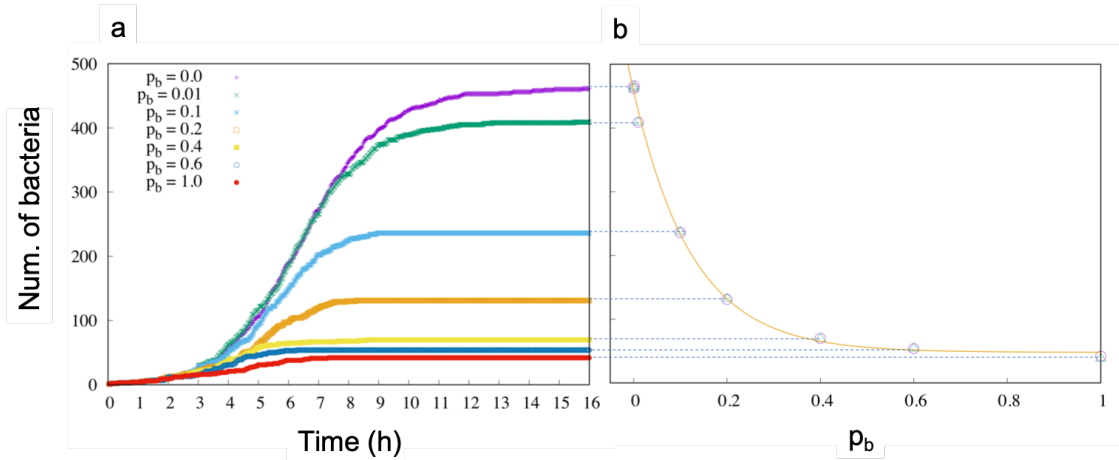 a
b
Num. of bacteria
500
400
300
200
100
0
p_b = 0.0
p_b = 0.01
p_b = 0.1
p_b = 0.2
p_b = 0.4
p_b = 0.6
p_b = 1.0
0 1 2 3 4 5 6 7 8 9 10 11 12 13 14 15 16
0 0.2 0.4 0.6 0.8 1
Time (h)
p_b